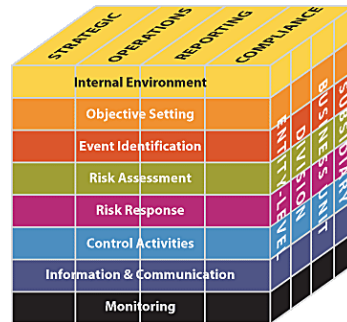 STRATEGIC
OPERATIONS
REPORTING
COMPLIANCE
Internal Environment
Objective Setting
Event Identification
Risk Assessment
Risk Response
Control Activities
Information & Communication
Monitoring
ENTITY-LEVEL
DIVISION
BUSINESS UNIT
SUBSIDIARY